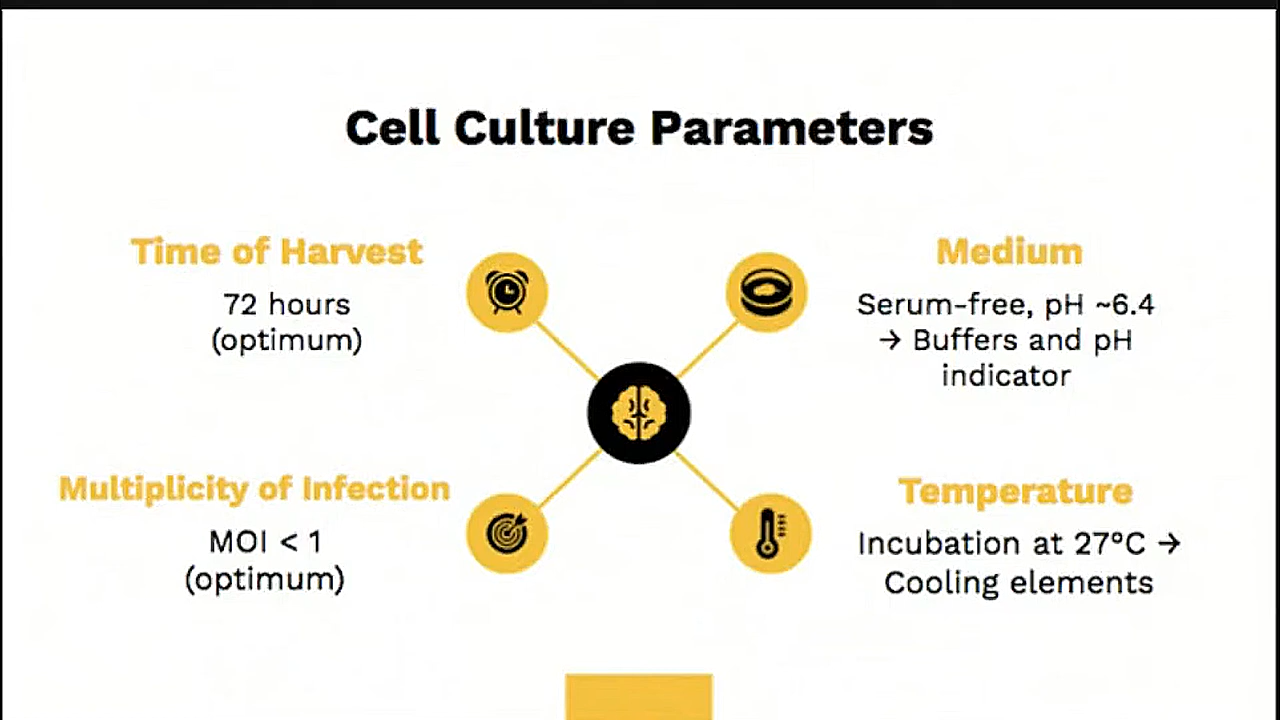 Cell Culture Parameters
Time of Harvest
72 hours
(optimum)
Medium
Serum-free, pH ~6.4
→ Buffers and pH
indicator
Multiplicity of Infection
MOI < 1
(optimum)
Temperature
Incubation at 27°C →
Cooling elements